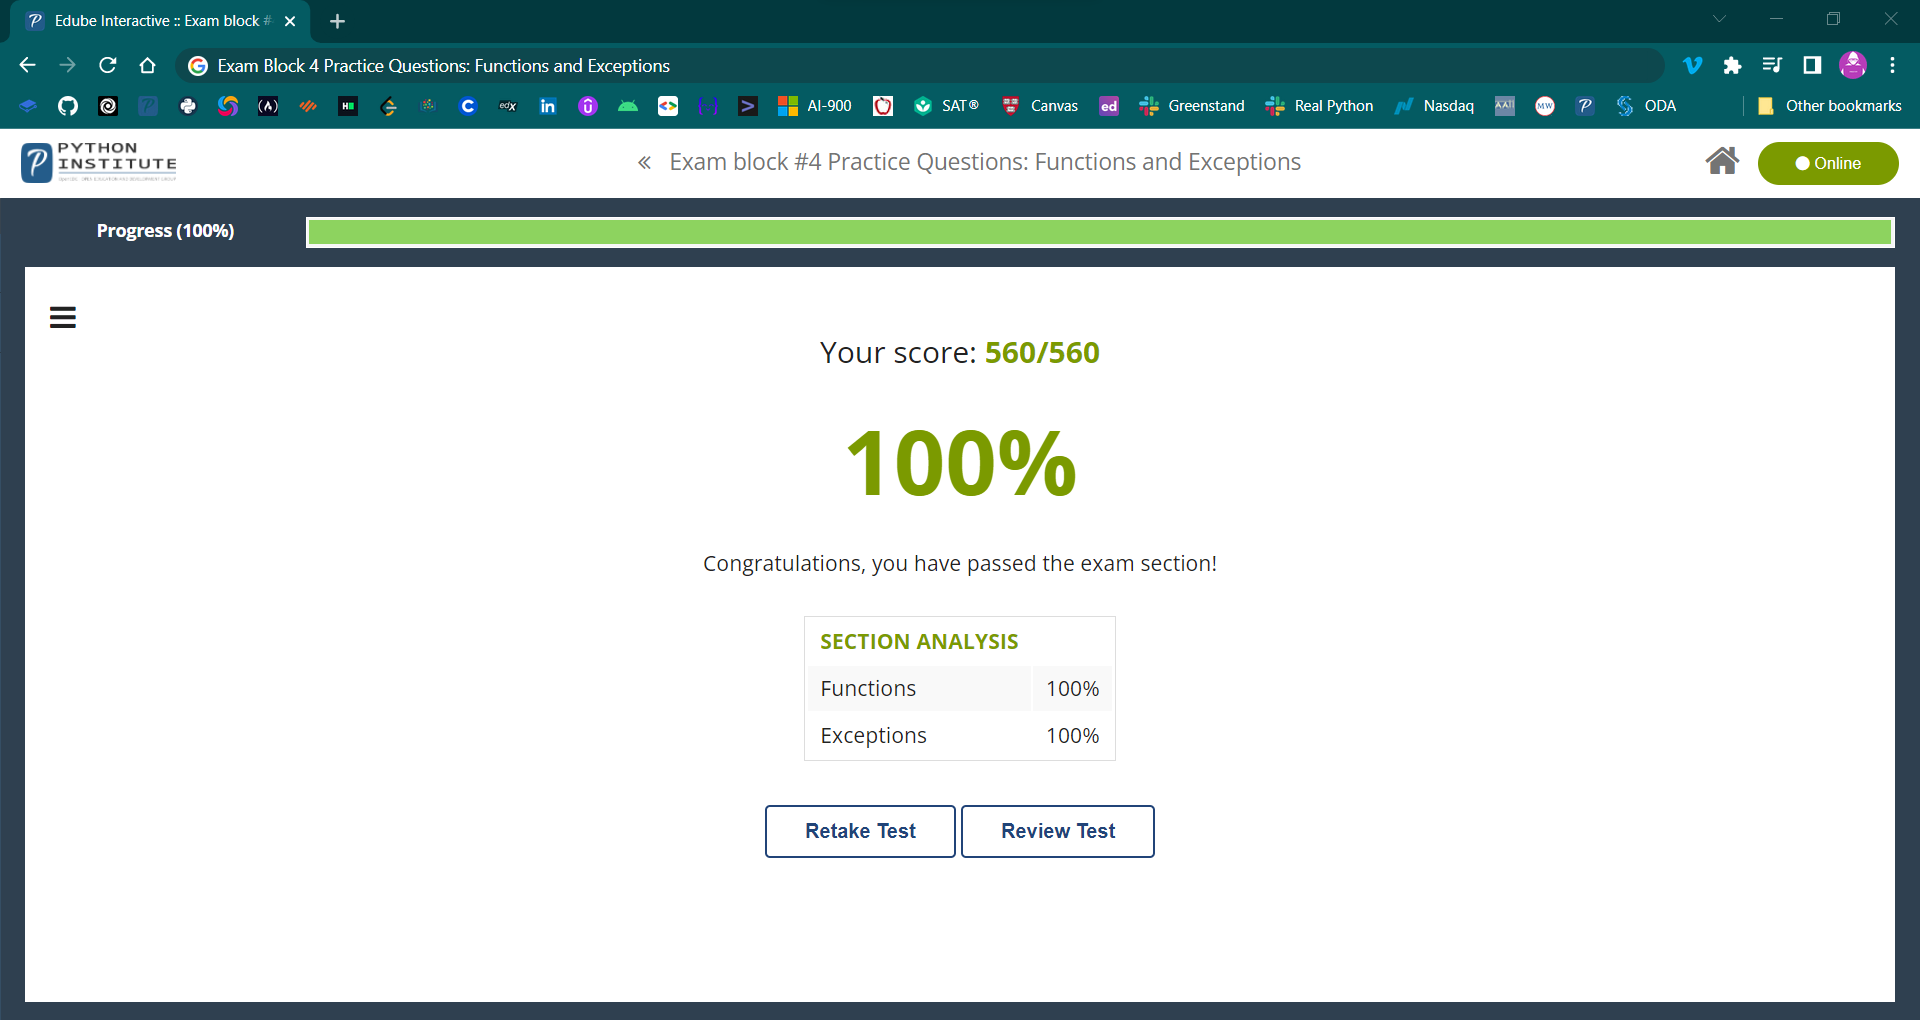 Edube Interactive :: Exam block #
Exam Block 4 Practice Questions: Functions and Exceptions
AI-900
SAT®
Canvas
ed
Greenstand
Real Python
Nasdaq
AATI
MW
ODA
Other bookmarks
PYTHON
INSTITUTE
« Exam block #4 Practice Questions: Functions and Exceptions
Online
Progress (100%)
Your score: 560/560
100%
Congratulations, you have passed the exam section!
SECTION ANALYSIS
Functions 100%
Exceptions 100%
Retake Test Review Test